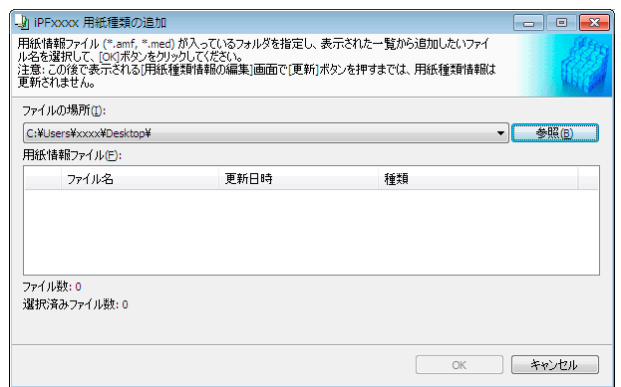 iPFxxxx 用紙種類の追加
用紙情報ファイル (*.amf, *.med) が入っているフォルダを指定し、表示された一覧から追加したいファイ
ル名を選択して、[OK]ボタンをクリックしてください。
注意: この後で表示される[用紙種類情報の編集]画面で[更新]ボタンを押すまでは、用紙種類情報は
更新されません。
ファイルの場所(I):
C:¥Users¥xxxx¥Desktop¥
参照(B)
用紙情報ファイル(F):
ファイル名 更新日時 種類
ファイル数: 0
選択済みファイル数: 0
OK キャンセル